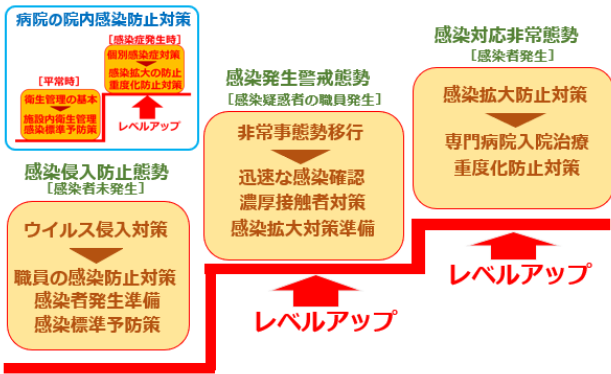 病院の院内感染防止対策
[感染症発生時]
個別感染症対策
感染拡大の防止
重度化防止対策
[平常時]
衛生管理の基本
施設内衛生管理
感染標準予防策
レベルアップ
感染侵入防止態勢
[感染者未発生]
ウイルス侵入対策
職員の感染防止対策
感染者発生準備
感染標準予防策
感染発生警戒態勢
[感染疑惑者の職員発生]
非常事態勢移行
迅速な感染確認
濃厚接触者対策
感染拡大対策準備
レベルアップ
感染対応非常態勢
[感染者発生]
感染拡大防止対策
専門病院入院治療
重度化防止対策
レベルアップ